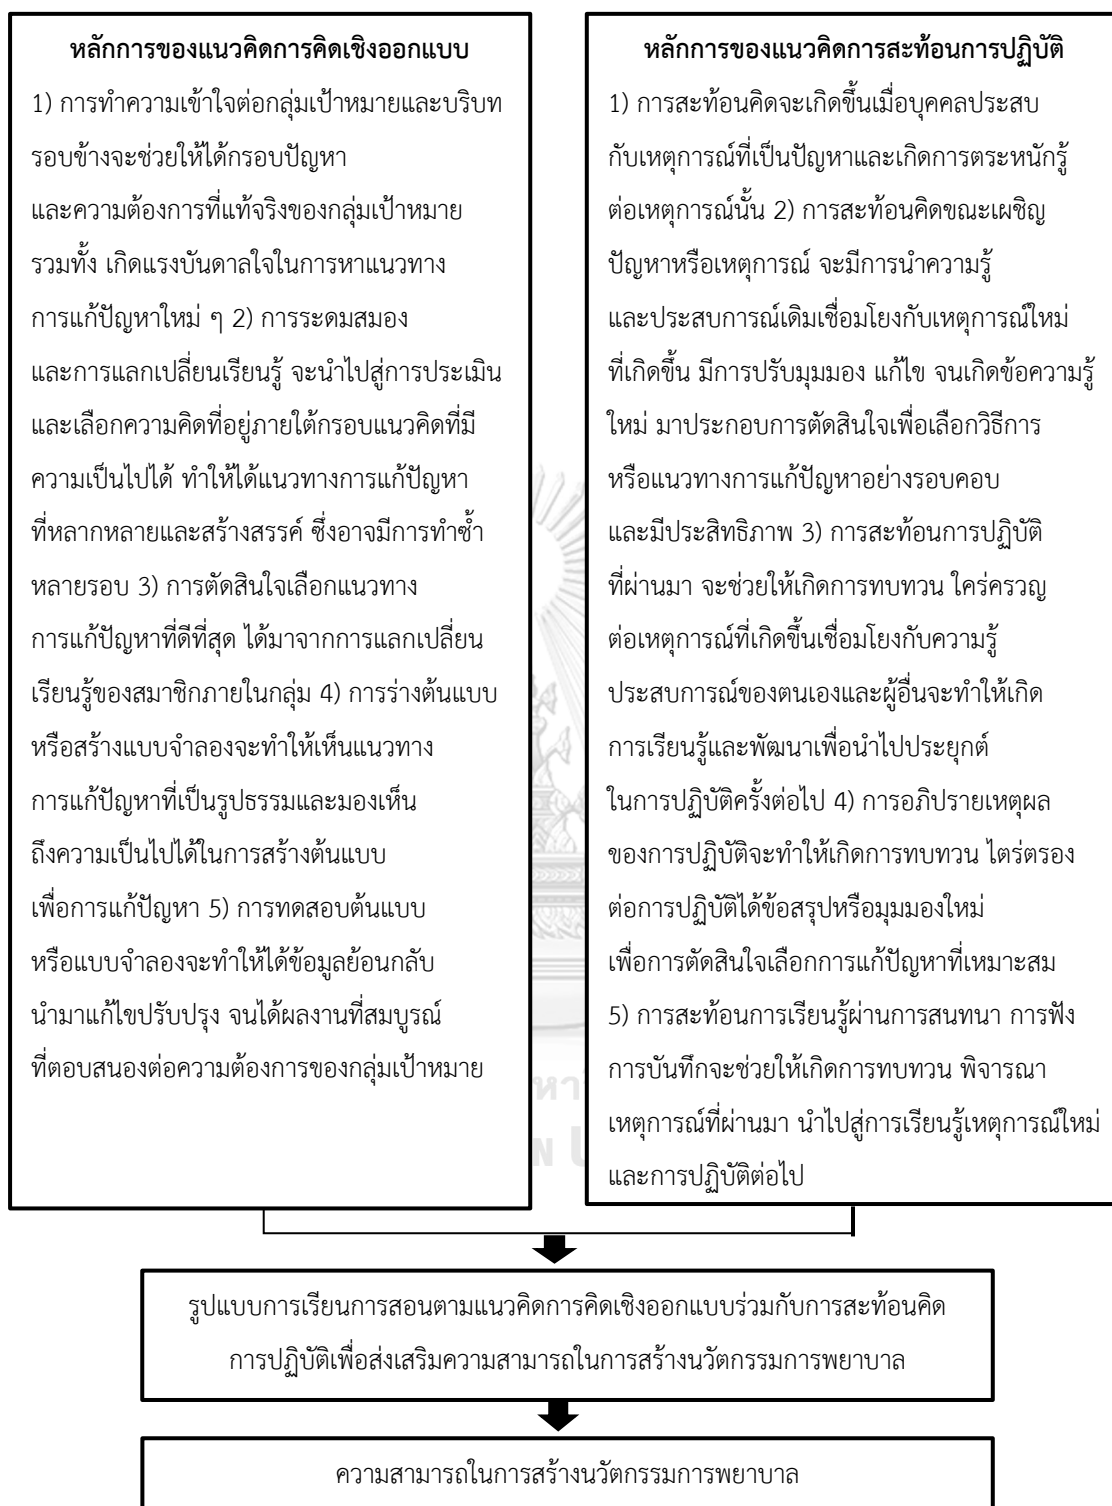 หลักการของแนวคิดการคิดเชิงออกแบบ
1) การทำความเข้าใจต่อกลุ่มเป้าหมายและบริบท
รอบข้างจะช่วยให้ได้กรอบปัญหา
และความต้องการที่แท้จริงของกลุ่มเป้าหมาย
รวมทั้ง เกิดแรงบันดาลใจในการหาแนวทาง
การแก้ปัญหาใหม่ ๆ 2) การระดมสมอง
และการแลกเปลี่ยนเรียนรู้ จะนำไปสู่การประเมิน
และเลือกความคิดที่อยู่ภายใต้กรอบแนวคิดที่มี
ความเป็นไปได้ ทำให้ได้แนวทางการแก้ปัญหา
ที่หลากหลายและสร้างสรรค์ ซึ่งอาจมีการทำซ้ำ
หลายรอบ 3) การตัดสินใจเลือกแนวทาง
การแก้ปัญหาที่ดีที่สุด ได้มาจากการแลกเปลี่ยน
เรียนรู้ของสมาชิกภายในกลุ่ม 4) การร่างต้นแบบ
หรือสร้างแบบจำลองจะทำให้เห็นแนวทาง
การแก้ปัญหาที่เป็นรูปธรรมและมองเห็น
ถึงความเป็นไปได้ในการสร้างต้นแบบ
เพื่อการแก้ปัญหา 5) การทดสอบต้นแบบ
หรือแบบจำลองจะทำให้ได้ข้อมูลย้อนกลับ
นำมาแก้ไขปรับปรุง จนได้ผลงานที่สมบูรณ์
ที่ตอบสนองต่อความต้องการของกลุ่มเป้าหมาย
หลักการของแนวคิดการสะท้อนการปฏิบัติ
1) การสะท้อนคิดจะเกิดขึ้นเมื่อบุคคลประสบ
กับเหตุการณ์ที่เป็นปัญหาและเกิดการตระหนักรู้
ต่อเหตุการณ์นั้น 2) การสะท้อนคิดขณะเผชิญ
ปัญหาหรือเหตุการณ์ จะมีการนำความรู้
และประสบการณ์เดิมเชื่อมโยงกับเหตุการณ์ใหม่
ที่เกิดขึ้น มีการปรับมุมมอง แก้ไข จนเกิดข้อความรู้
ใหม่ มาประกอบการตัดสินใจเพื่อเลือกวิธีการ
หรือแนวทางการแก้ปัญหาอย่างรอบคอบ
และมีประสิทธิภาพ 3) การสะท้อนการปฏิบัติ
ที่ผ่านมา จะช่วยให้เกิดการทบทวน ใคร่ครวญ
ต่อเหตุการณ์ที่เกิดขึ้นเชื่อมโยงกับความรู้
ประสบการณ์ของตนเองและผู้อื่นจะทำให้เกิด
การเรียนรู้และพัฒนาเพื่อนำไปประยุกต์
ในการปฏิบัติครั้งต่อไป 4) การอภิปรายเหตุผล
ของการปฏิบัติจะทำให้เกิดการทบทวน ไตร่ตรอง
ต่อการปฏิบัติได้ข้อสรุปหรือมุมมองใหม่
เพื่อการตัดสินใจเลือกการแก้ปัญหาที่เหมาะสม
5) การสะท้อนการเรียนรู้ผ่านการสนทนา การฟัง
การบันทึกจะช่วยให้เกิดการทบทวน พิจารณา
เหตุการณ์ที่ผ่านมา นำไปสู่การเรียนรู้เหตุการณ์ใหม่
และการปฏิบัติต่อไป
รูปแบบการเรียนการสอนตามแนวคิดการคิดเชิงออกแบบร่วมกับการสะท้อนคิด
การปฏิบัติเพื่อส่งเสริมความสามารถในการสร้างนวัตกรรมการพยาบาล
ความสามารถในการสร้างนวัตกรรมการพยาบาล